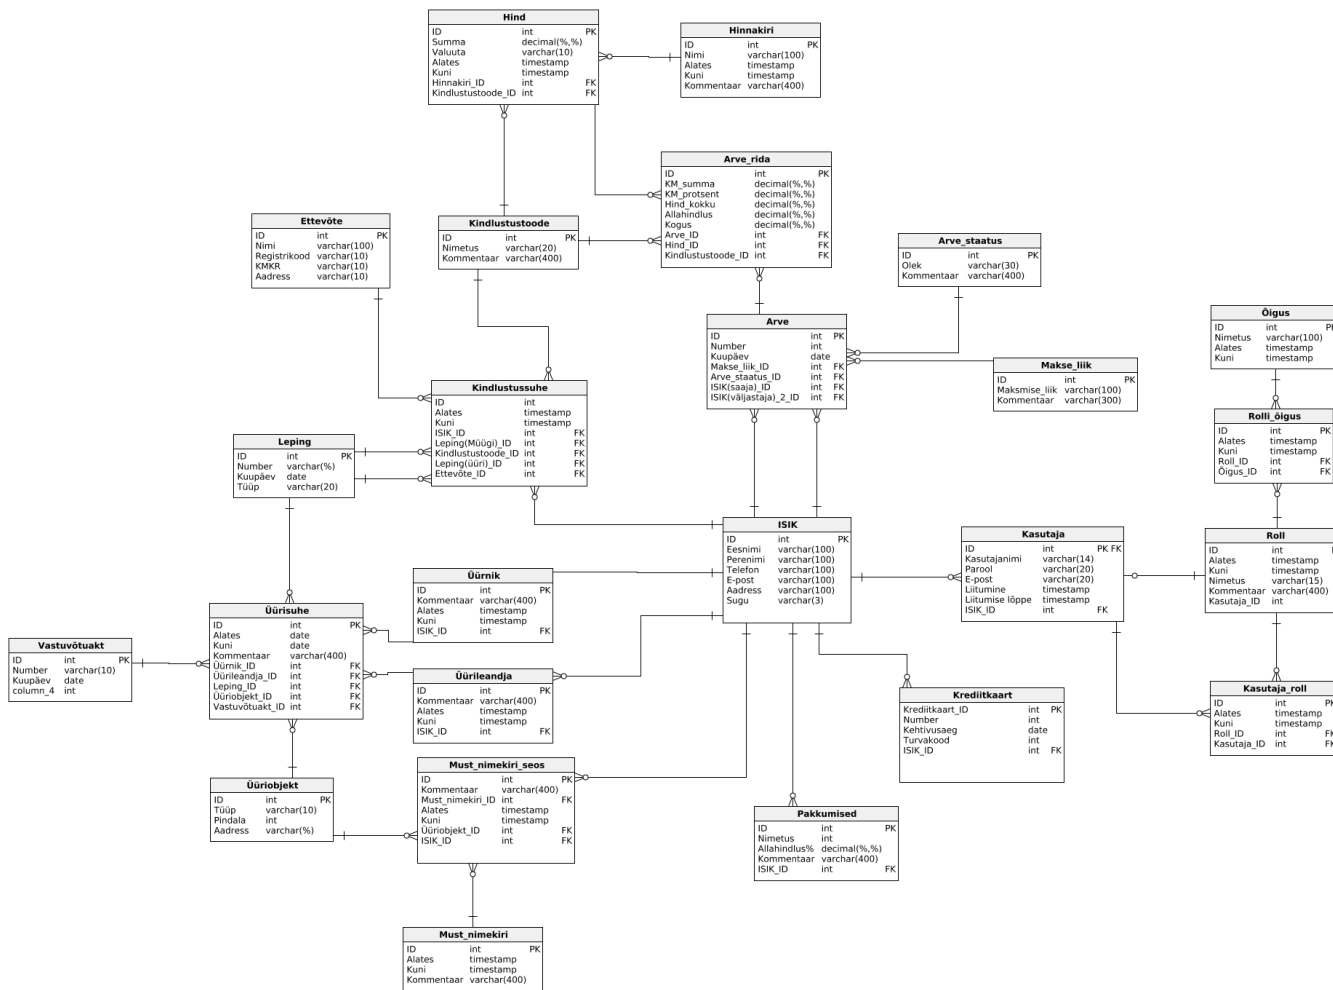 Hind
ID int PK
Summa decimal(%,%)
Valuuta varchar(10)
Alates timestamp
Kuni timestamp
Hinnakiri_ID int FK
Kindlustustoode_ID int FK
Hinnakiri
ID int PK
Nimi varchar(100)
Alates timestamp
Kuni timestamp
Kommentaar varchar(400)
Arve_rida
ID int PK
KM_summa decimal(%,%)
KM_protsent decimal(%,%)
Hind_kokku decimal(%,%)
Allahindlus decimal(%,%)
Kogus decimal(%,%)
Arve_ID int FK
Hind_ID int FK
Kindlustustoode_ID int FK
Ettevõte
ID int PK
Nimi varchar(100)
Registrikood varchar(10)
KMKR varchar(10)
Aadress varchar(10)
Kindlustustoode
ID int PK
Nimetus varchar(20)
Kommentaar varchar(400)
Arve_staatus
ID int PK
Olek varchar(30)
Kommentaar varchar(400)
Arve
ID int PK
Number int
Kuupäev date
Makse_liik_ID int FK
Arve_staatus_ID int FK
ISIK(saaja)_ID int FK
ISIK(väljastaja)_2_ID int FK
Õigus
ID int PK
Nimetus varchar(100)
Alates timestamp
Kuni timestamp
Makse_liik
ID int PK
Maksmise_liik varchar(100)
Kommentaar varchar(300)
Kindlustussuhe
ID int
Alates timestamp
Kuni timestamp
ISIK_ID int FK
Leping(Müügi)_ID int FK
Kindlustustoode_ID int FK
Leping(üüri)_ID int FK
Ettevõte_ID int FK
Rolli_õigus
ID int PK
Alates timestamp
Kuni timestamp
Roll_ID int FK
Õigus_ID int FK
Leping
ID int PK
Number varchar(%)
Kuupäev date
Tüüp varchar(20)
ISIK
ID int PK
Eesnimi varchar(100)
Perenimi varchar(100)
Telefon varchar(100)
E-post varchar(100)
Aadress varchar(100)
Sugu varchar(3)
Kasutaja
ID int PK FK
Kasutajanimi varchar(14)
Parool varchar(20)
E-post varchar(20)
Liitumine timestamp
Liitumise lõppe timestamp
ISIK_ID int FK
Roll
ID int PK
Alates timestamp
Kuni timestamp
Nimetus varchar(15)
Kommentaar varchar(400)
Kasutaja_ID int
Üürnik
ID int PK
Kommentaar varchar(400)
Alates timestamp
Kuni timestamp
ISIK_ID int FK
Üürisuhe
ID int PK
Alates date
Kuni date
Kommentaar varchar(400)
Üürnik_ID int FK
Üürileandja_ID int FK
Leping_ID int FK
Üüriobjekt_ID int FK
Vastuvõtuakt_ID int FK
Vastuvõtuakt
ID int PK
Number varchar(10)
Kuupäev date
column_4 int
Üürileandja
ID int PK
Kommentaar varchar(400)
Alates timestamp
Kuni timestamp
ISIK_ID int FK
Krediitkaart
Krediitkaart_ID int PK
Number int
Kehtivusaeg date
Turvakood int
ISIK_ID int FK
Kasutaja_roll
ID int PK
Alates timestamp
Kuni timestamp
Roll_ID int FK
Kasutaja_ID int FK
Must_nimekiri_seos
ID int PK
Kommentaar varchar(400)
Must_nimekiri_ID int FK
Alates timestamp
Kuni timestamp
Üüriobjekt_ID int FK
ISIK_ID int FK
Üüriobjekt
ID int PK
Tüüp varchar(10)
Pindala int
Aadress varchar(%)
Pakkumised
ID int PK
Nimetus int
Allahindlus% decimal(%,%)
Kommentaar varchar(400)
ISIK_ID int FK
Must_nimekiri
ID int PK
Alates timestamp
Kuni timestamp
Kommentaar varchar(400)